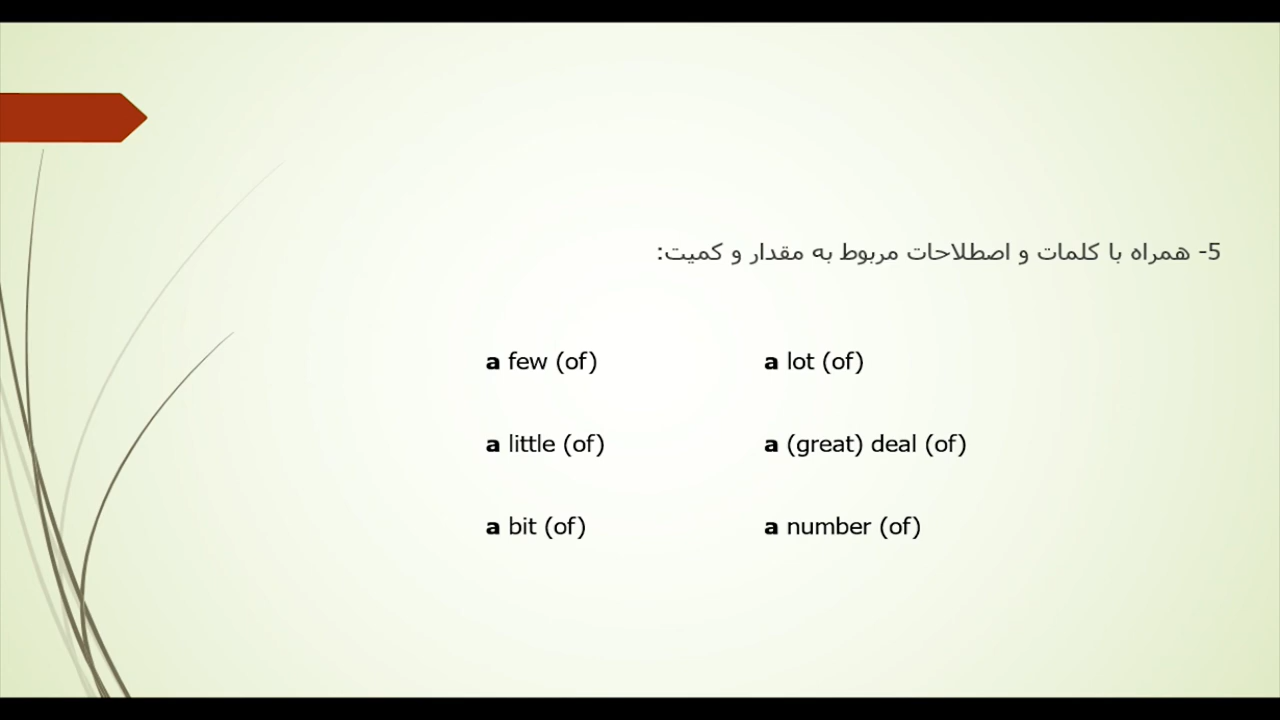 5- همراه با کلمات و اصطلاحات مربوط به مقدار و کمیت:
a few (of) a lot (of)
a little (of) a (great) deal (of)
a bit (of) a number (of)